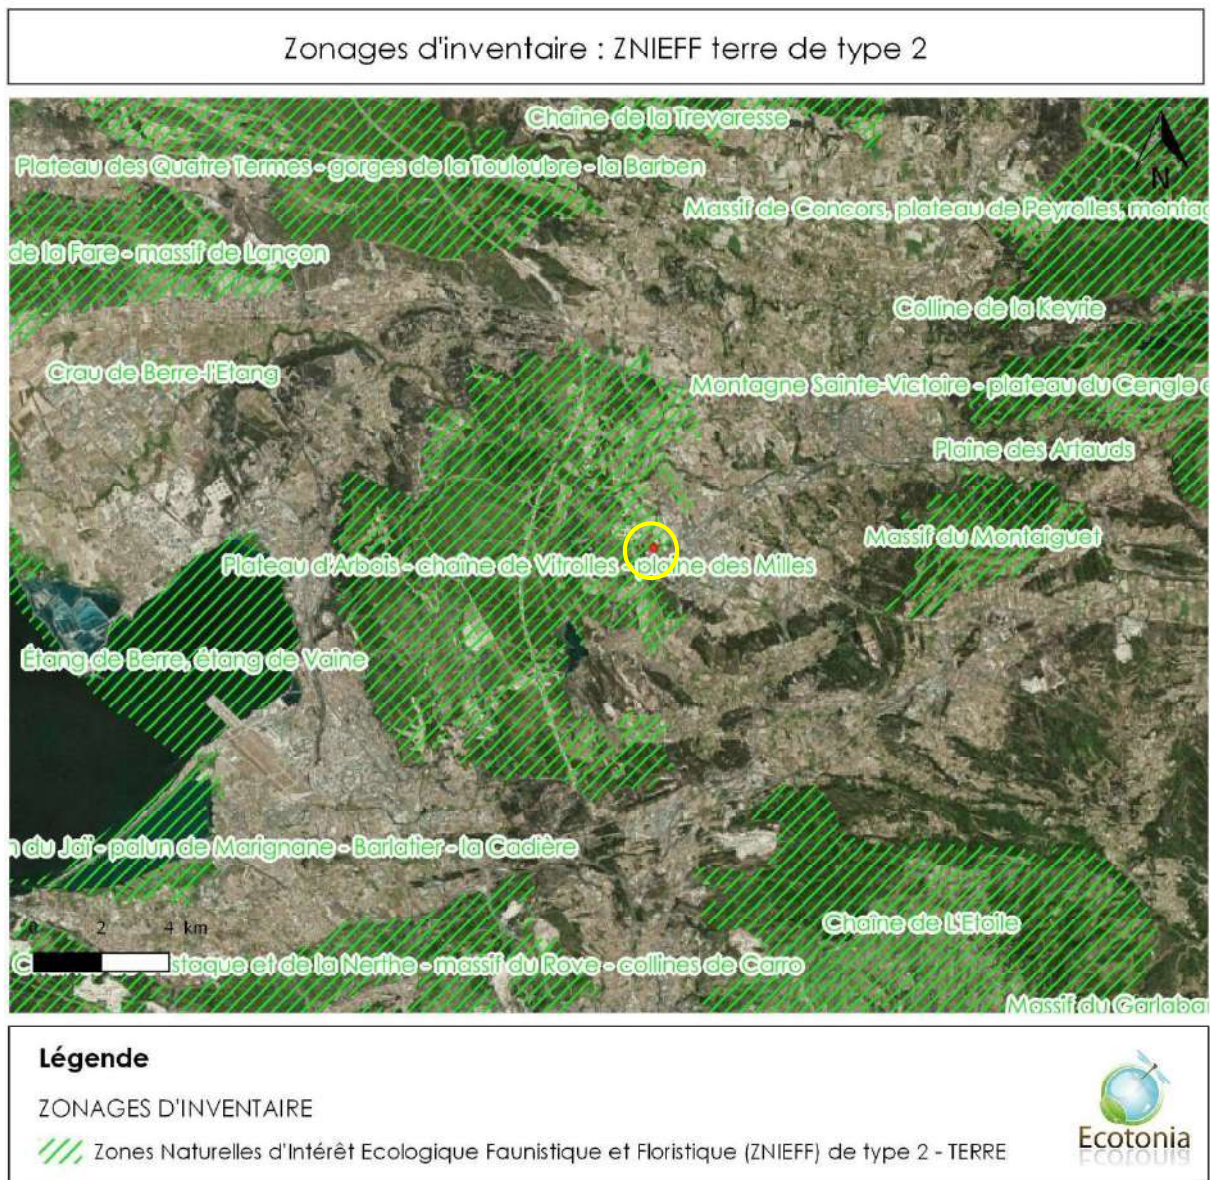 Zonages d'inventaire : ZNIEFF terre de type 2
Chaîne de la Trevaresse
Plateau des Quatre Termes - gorges de la Touloubre - la Barben
N
Massif de Concors, plateau de Peyrolles, montag
de la Fare - massif de Lançon
Colline de la Keyrie
Crau de Berre-l'Etang
Montagne Sainte-Victoire - plateau du Cengle e
Plaine des Artauds
Massif du Montaiguet
Plateau d'Arbois - chaîne de Vitrolles - plaine des Milles
Étang de Berre, étang de Vaine
n du Jaï - palun de Marignane - Barlatier - la Cadière
Chaîne de L'Etoile
0 2 4 km
C staque et de la Nerthe - massif du Rove - collines de Carro
Massif du Garlaba
Légende
ZONAGES D'INVENTAIRE
Zones Naturelles d'Intérêt Ecologique Faunistique et Floristique (ZNIEFF) de type 2 - TERRE
Ecotonia